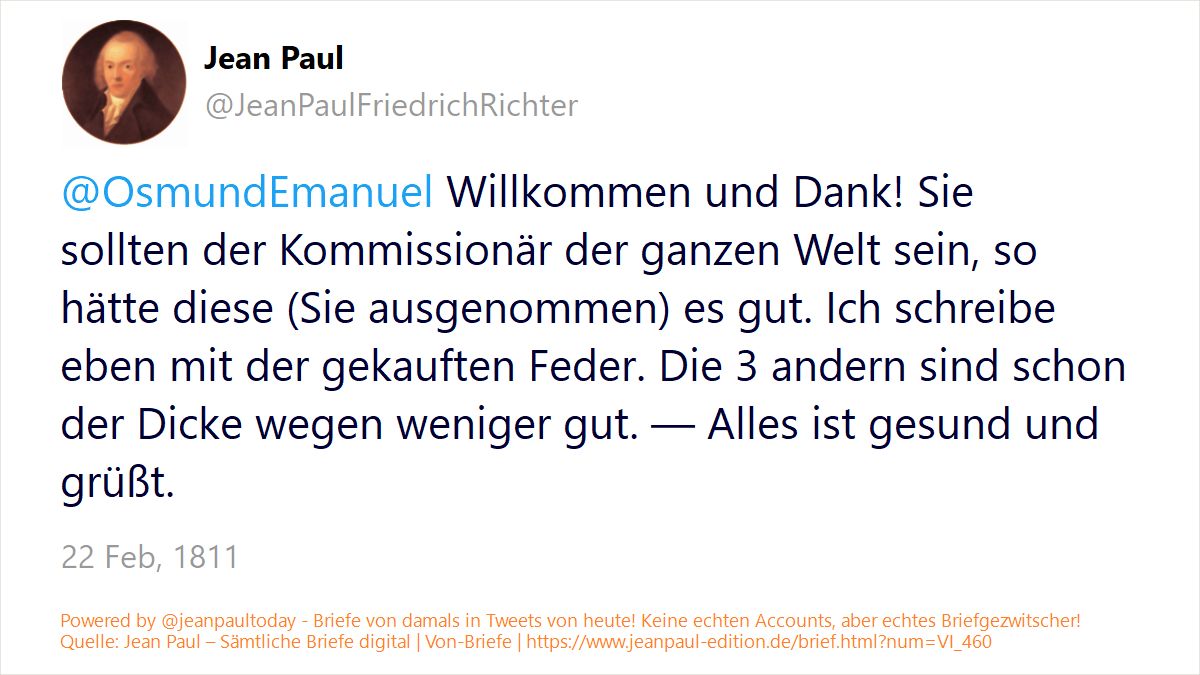 Jean Paul
@JeanPaulFriedrichRichter
@OsmundEmanuel Willkommen und Dank! Sie
sollten der Kommissionär der ganzen Welt sein, so
hätte diese (Sie ausgenommen) es gut. Ich schreibe
eben mit der gekauften Feder. Die 3 andern sind schon
der Dicke wegen weniger gut. — Alles ist gesund und
grüßt.
22 Feb, 1811
Powered by @jeanpaultoday - Briefe von damals in Tweets von heute! Keine echten Accounts, aber echtes Briefgezwitscher!
Quelle: Jean Paul – Sämtliche Briefe digital | Von-Briefe | https://www.jeanpaul-edition.de/brief.html?num=VI_460